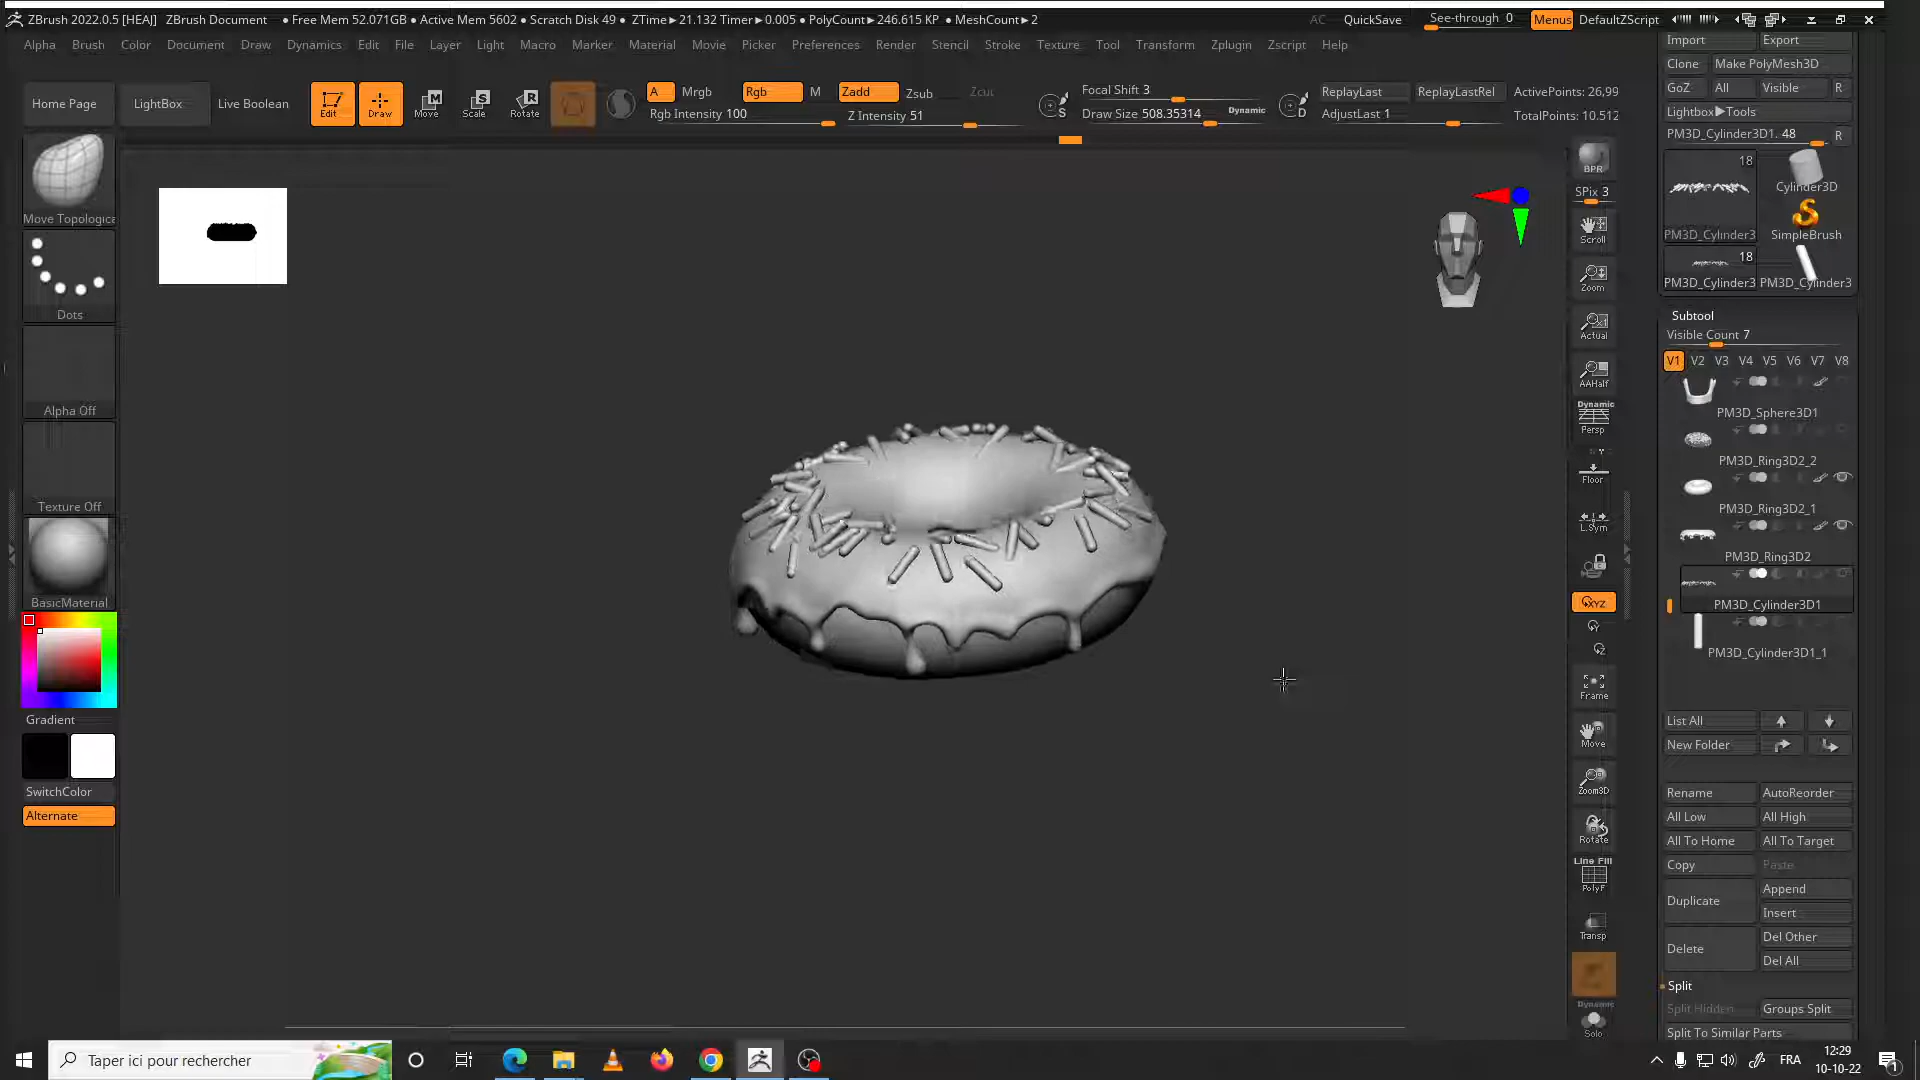 ZBrush 2022.0.5 [HEAJ] ZBrush Document • Free Mem 52.071GB • Active Mem 5602 • Scratch Disk 49 • ZTime▸21.132 Timer▸0.005 • PolyCount▸246.615 KP • MeshCount▸2 AC QuickSave See-through 0 Menus DefaultZScript
Alpha Brush Color Document Draw Dynamics Edit File Layer Light Macro Marker Material Movie Picker Preferences Render Stencil Stroke Texture Tool Transform Zplugin Zscript Help
Import Export
Clone Make PolyMesh3D
GoZ All Visible R
Lightbox▸Tools
PM3D_Cylinder3D1. 48 R
Home Page LightBox Live Boolean
Edit Draw Move Scale Rotate
A Mrgb Rgb M Zadd Zsub Zcut
Rgb Intensity 100 Z Intensity 51
Focal Shift 3
Draw Size 508.35314 Dynamic
S D
ReplayLast ReplayLastRel ActivePoints: 26,99
AdjustLast 1 TotalPoints: 10.512
Move Topologica
Dots
Alpha Off
Texture Off
BasicMaterial
Gradient
SwitchColor
Alternate
BPR
SPix 3
Scroll
Zoom
Actual
AAHalf
Dynamic
Persp
Floor
L.Sym
XYZ
Frame
Move
Zoom3D
Rotate
Line Fill
PolyF
Transp
Dynamic
Solo
18
Cylinder3D
PM3D_Cylinder3 SimpleBrush
18
PM3D_Cylinder3 PM3D_Cylinder3
Subtool
Visible Count 7
V1 V2 V3 V4 V5 V6 V7 V8
PM3D_Sphere3D1
PM3D_Ring3D2_2
PM3D_Ring3D2_1
PM3D_Ring3D2
PM3D_Cylinder3D1
PM3D_Cylinder3D1_1
List All
New Folder
Rename AutoReorder
All Low All High
All To Home All To Target
Copy Paste
Duplicate Append
Insert
Delete Del Other
Del All
Split
Split Hidden Groups Split
Split To Similar Parts
Taper ici pour rechercher
FRA 12:29
10-10-22
1